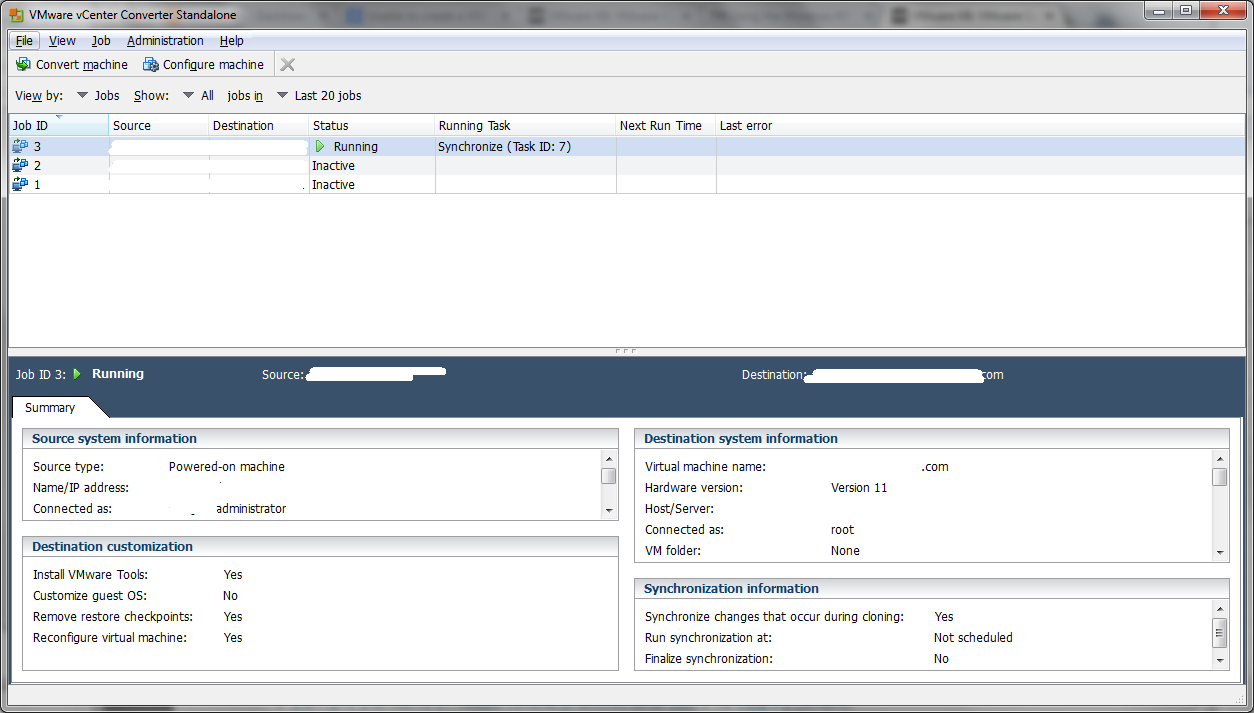 VMware vCenter Converter Standalone
File View Job Administration Help
Convert machine Configure machine
View by: Jobs Show: All jobs in Last 20 jobs
Job ID Source Destination Status Running Task Next Run Time Last error
3 Running Synchronize (Task ID: 7)
2 Inactive
1 Inactive
Job ID 3: Running Source: Destination: com
Summary
Source system information
Source type: Powered-on machine
Name/IP address:
Connected as: administrator
Destination customization
Install VMware Tools: Yes
Customize guest OS: No
Remove restore checkpoints: Yes
Reconfigure virtual machine: Yes
Destination system information
Virtual machine name: .com
Hardware version: Version 11
Host/Server:
Connected as: root
VM folder: None
Synchronization information
Synchronize changes that occur during cloning: Yes
Run synchronization at: Not scheduled
Finalize synchronization: No